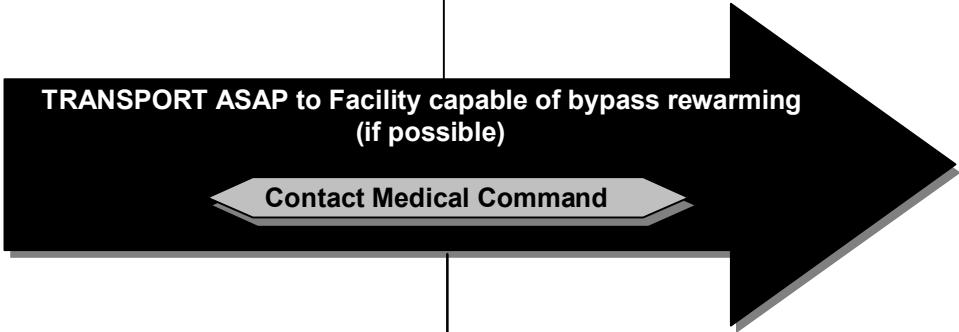 TRANSPORT ASAP to Facility capable of bypass rewarming
(if possible)
Contact Medical Command